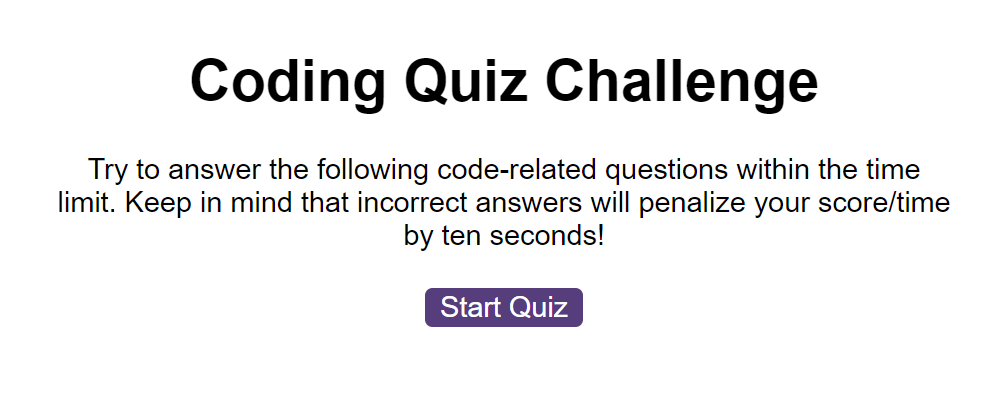 Coding Quiz Challenge
Try to answer the following code-related questions within the time
limit. Keep in mind that incorrect answers will penalize your score/time
by ten seconds!
Start Quiz